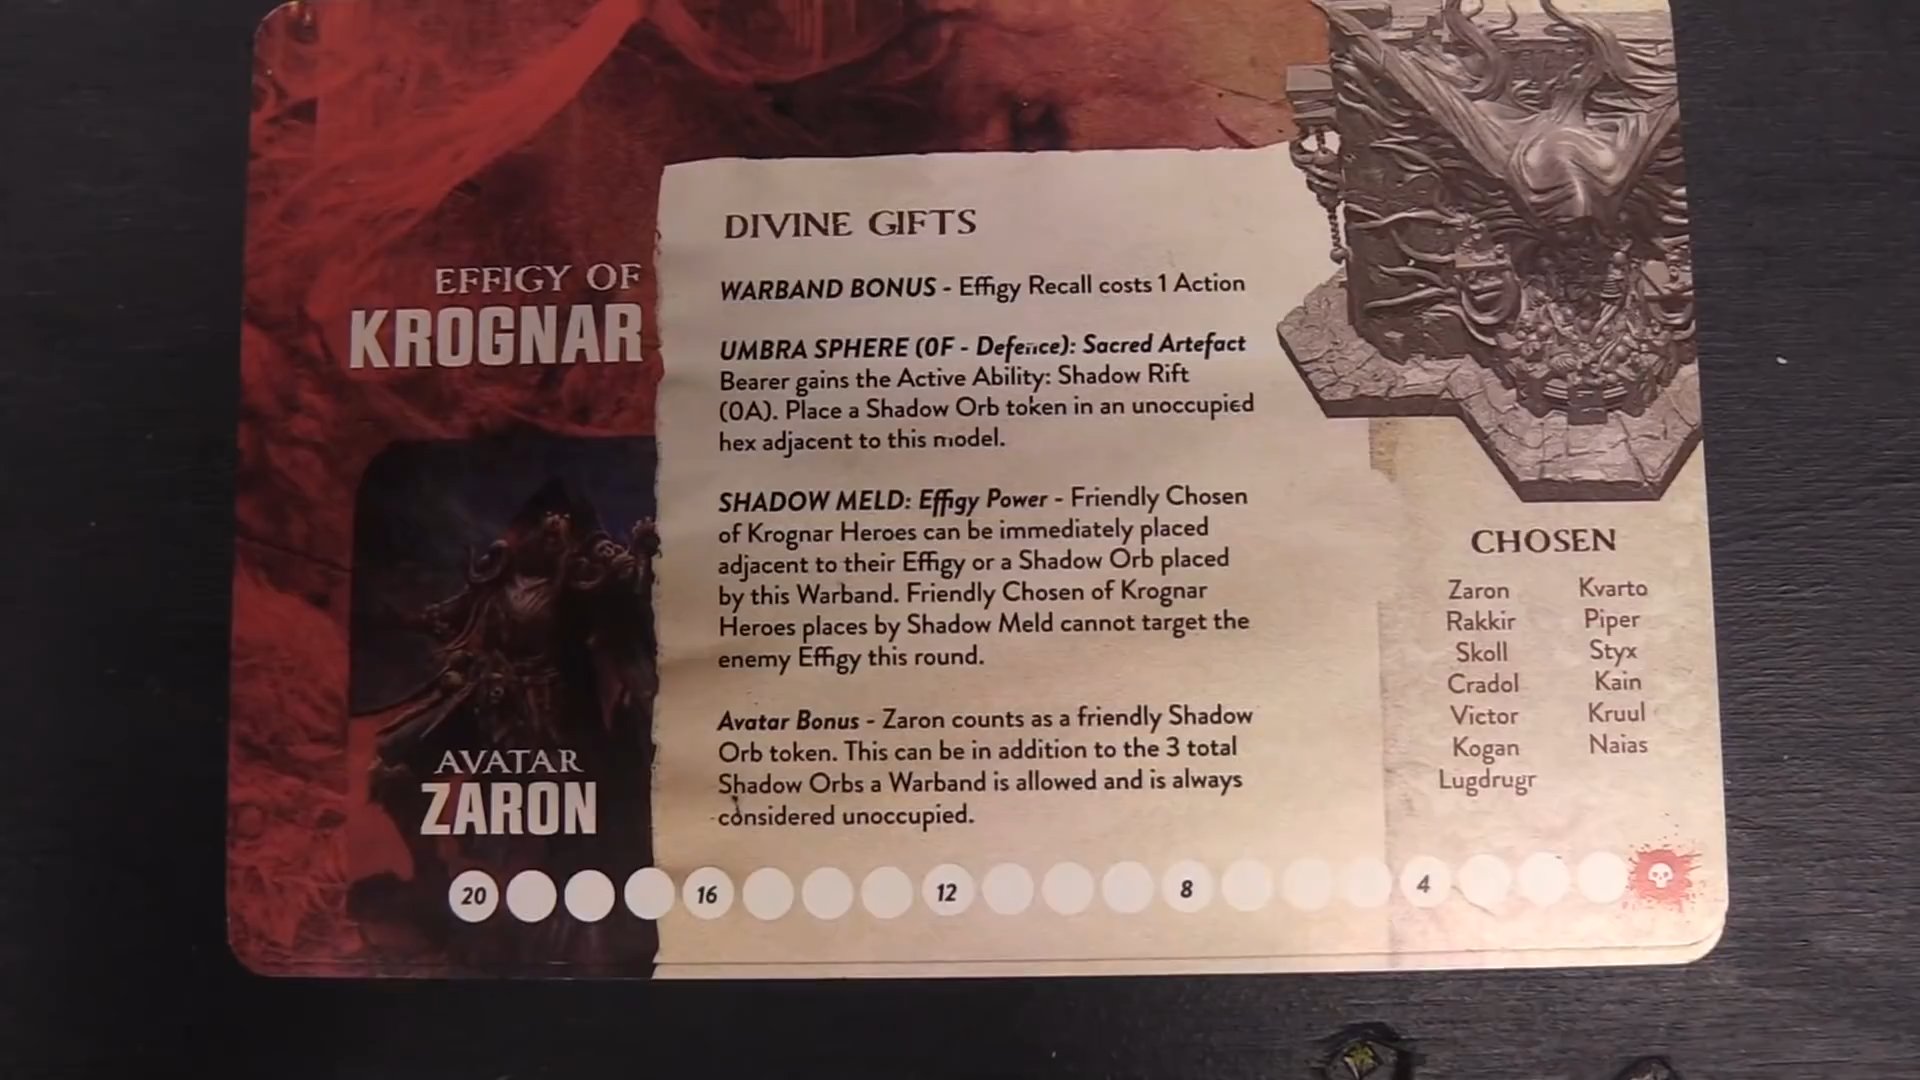 EFFIGY OF
KROGNAR
AVATAR
ZARON
DIVINE GIFTS
WARBAND BONUS - Effigy Recall costs 1 Action
UMBRA SPHERE (0F - Defence): Sacred Artefact
Bearer gains the Active Ability: Shadow Rift
(0A). Place a Shadow Orb token in an unoccupied
hex adjacent to this model.
SHADOW MELD: Effigy Power - Friendly Chosen
of Krognar Heroes can be immediately placed
adjacent to their Effigy or a Shadow Orb placed
by this Warband. Friendly Chosen of Krognar
Heroes places by Shadow Meld cannot target the
enemy Effigy this round.
Avatar Bonus - Zaron counts as a friendly Shadow
Orb token. This can be in addition to the 3 total
Shadow Orbs a Warband is allowed and is always
considered unoccupied.
CHOSEN
Zaron Kvarto
Rakkir Piper
Skoll Styx
Cradol Kain
Victor Kruul
Kogan Naias
Lugdrugr
20 16 12 8 4